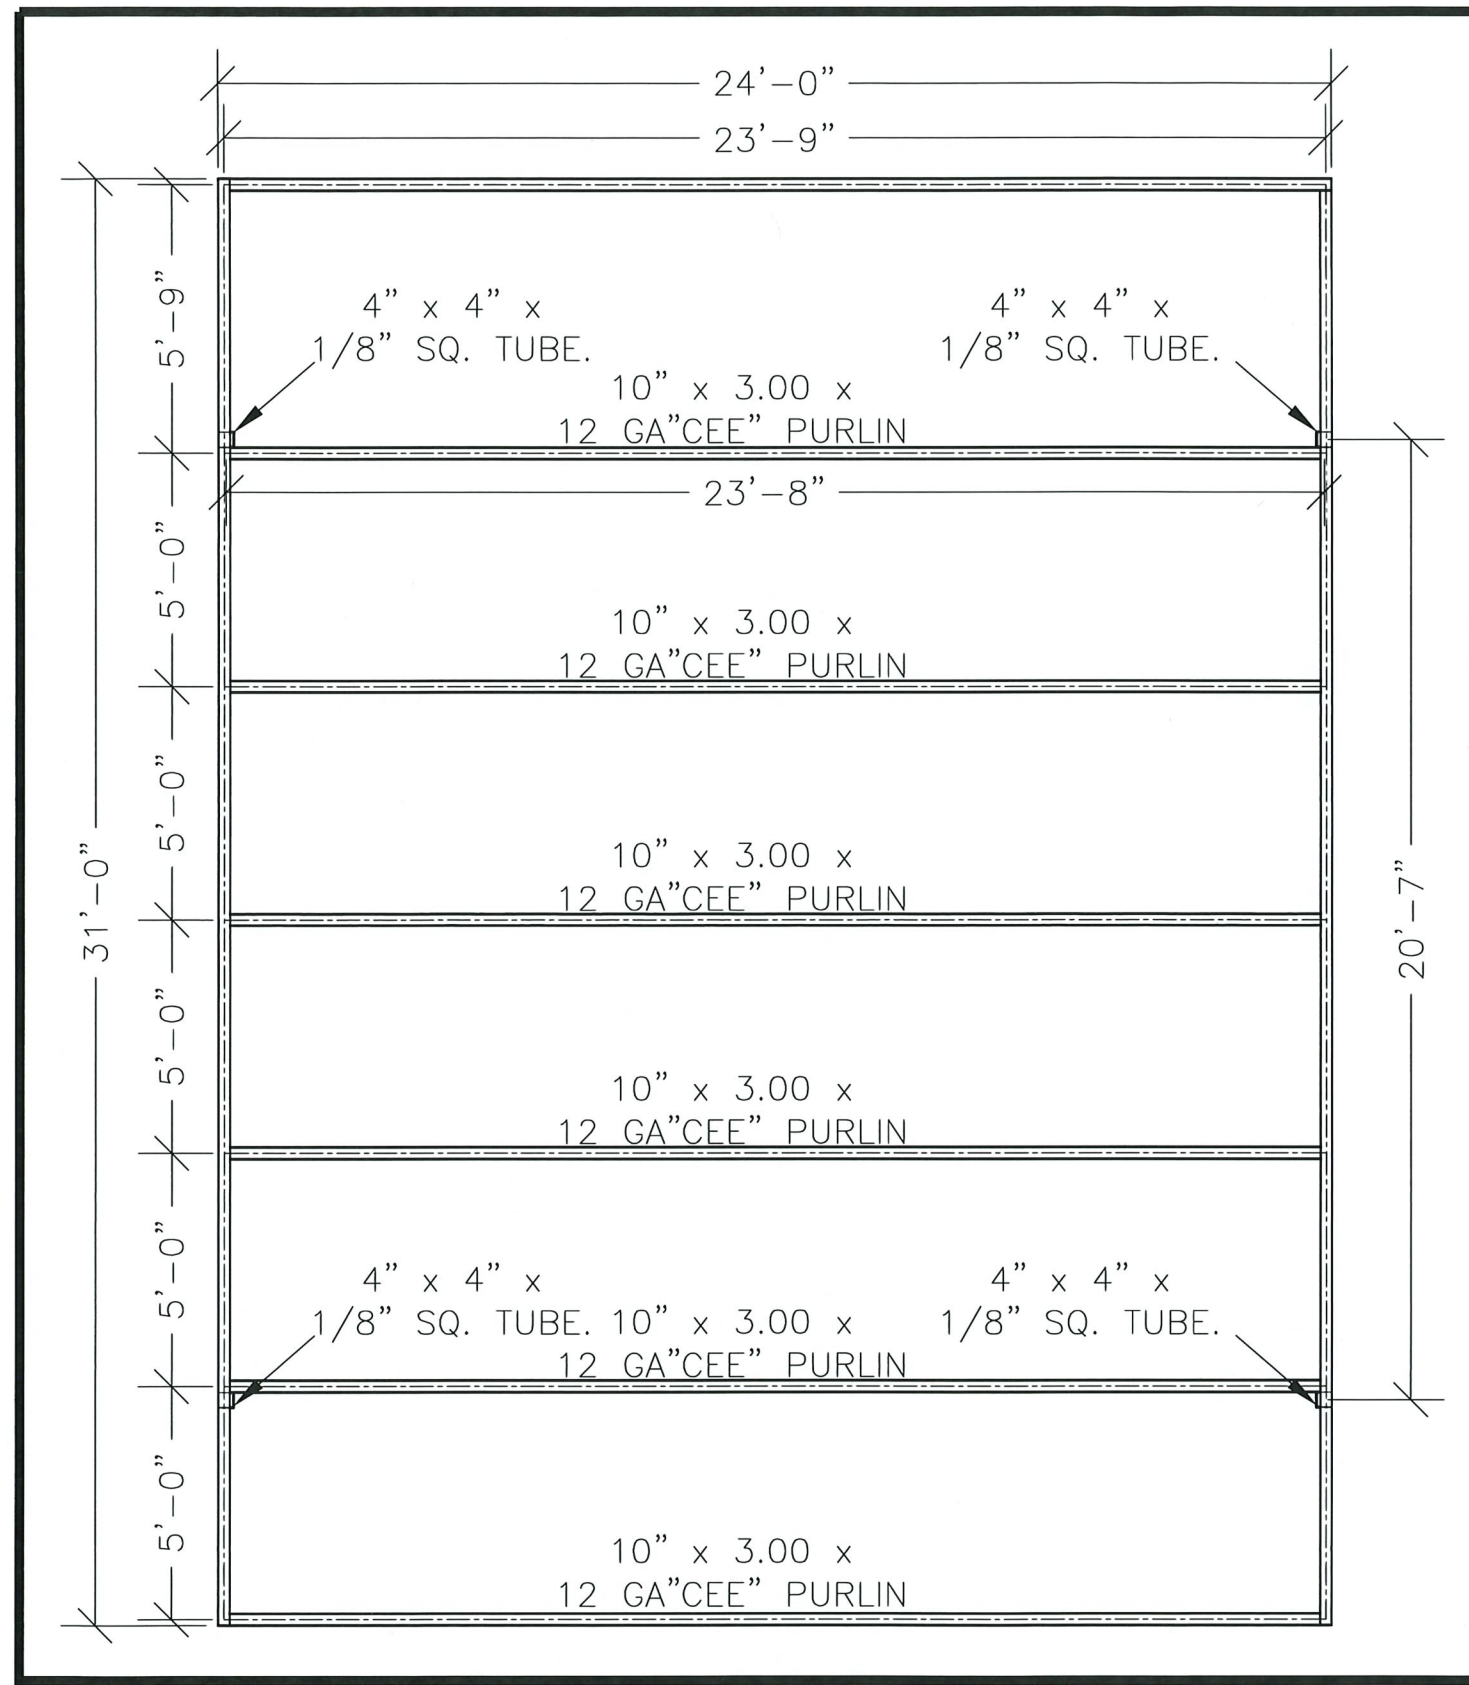 24’-0”
23’-9”
5’-9”
4” x 4” x
1/8” SQ. TUBE.
4” x 4” x
1/8” SQ. TUBE.
10” x 3.00 x
12 GA”CEE” PURLIN
23’-8”
5’-0”
10” x 3.00 x
12 GA”CEE” PURLIN
5’-0”
10” x 3.00 x
12 GA”CEE” PURLIN
31’-0”
20’-7”
5’-0”
10” x 3.00 x
12 GA”CEE” PURLIN
5’-0”
4” x 4” x
1/8” SQ. TUBE.
10” x 3.00 x
12 GA”CEE” PURLIN
4” x 4” x
1/8” SQ. TUBE.
5’-0”
10” x 3.00 x
12 GA”CEE” PURLIN